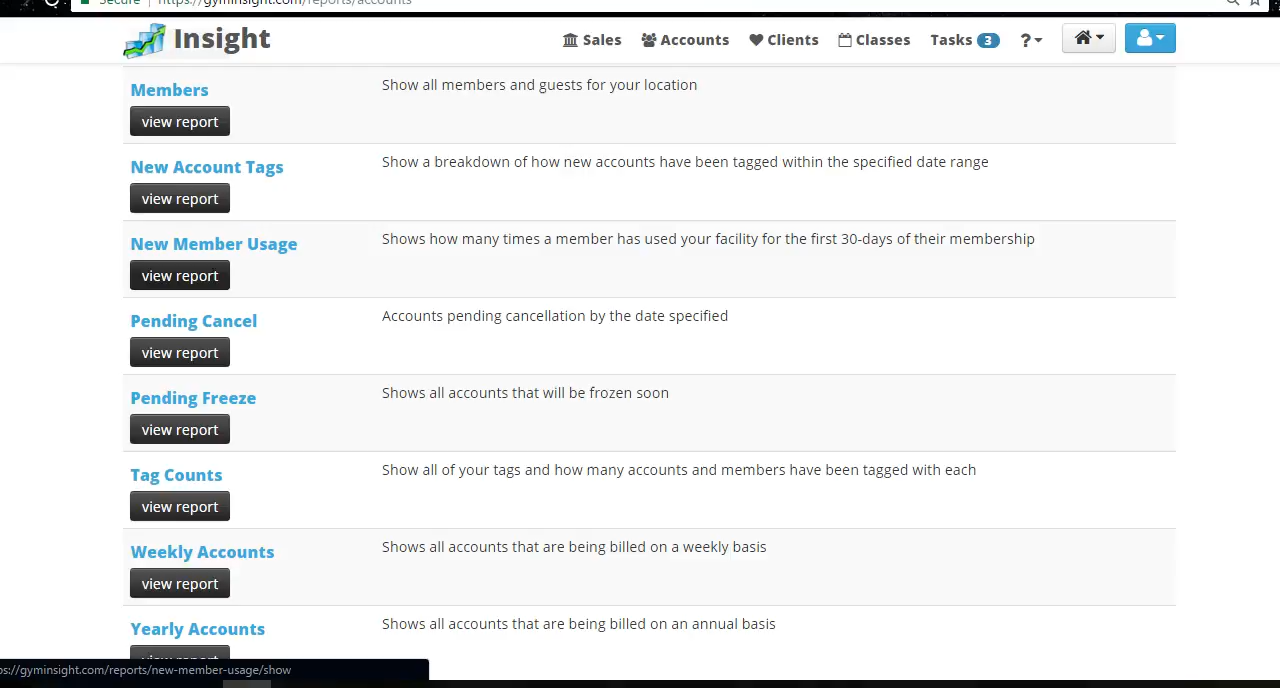 Secure https://gyminsight.com/reports/accounts
Insight Sales Accounts Clients Classes Tasks 3 ?
Members Show all members and guests for your location
view report
New Account Tags Show a breakdown of how new accounts have been tagged within the specified date range
view report
New Member Usage Shows how many times a member has used your facility for the first 30-days of their membership
view report
Pending Cancel Accounts pending cancellation by the date specified
view report
Pending Freeze Shows all accounts that will be frozen soon
view report
Tag Counts Show all of your tags and how many accounts and members have been tagged with each
view report
Weekly Accounts Shows all accounts that are being billed on a weekly basis
view report
Yearly Accounts Shows all accounts that are being billed on an annual basis
view report
ps://gyminsight.com/reports/new-member-usage/show